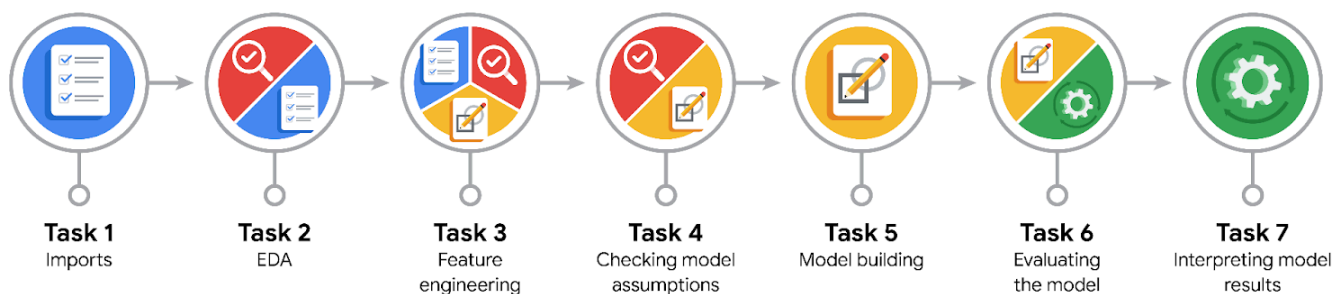 Task 1
Imports
Task 2
EDA
Task 3
Feature
engineering
Task 4
Checking model
assumptions
Task 5
Model building
Task 6
Evaluating
the model
Task 7
Interpreting model
results